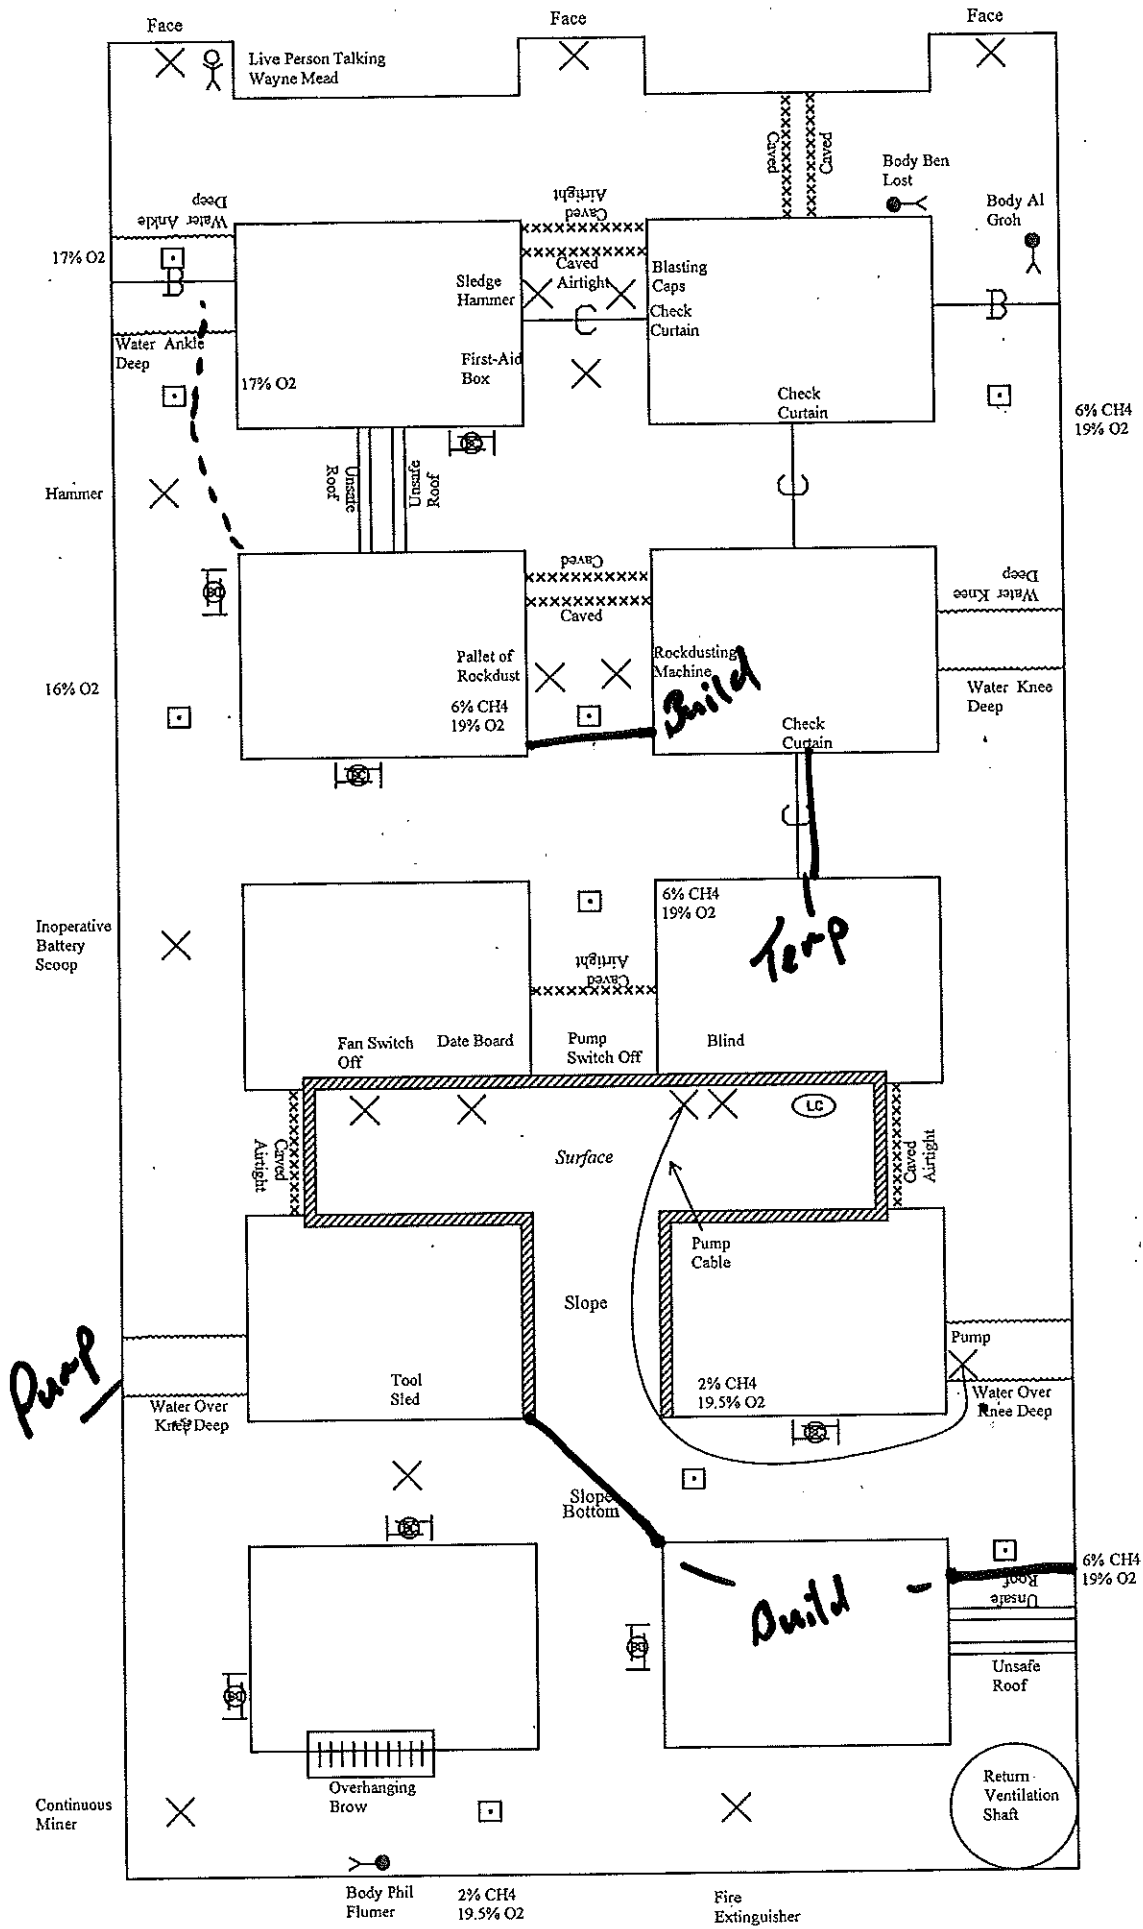 Face
Face
Face
Live Person Talking
Wayne Mead
Caved
Caved
Body Ben
Lost
Body Al
Groh
Water Ankle
Deep
Caved
Airtight
17% O2
B
Caved
Airtight
Sledge
Hammer
Blasting
Caps
C
Check
Curtain
B
Water Ankle
Deep
17% O2
First-Aid
Box
Check
Curtain
6% CH4
19% O2
Unsafe
Roof
Unsafe
Roof
Hammer
C
Caved
Caved
Water Knee
Deep
Pallet of
Rockdust
Rockdusting
Machine
Build
16% O2
6% CH4
19% O2
Water Knee
Deep
Check
Curtain
C
6% CH4
19% O2
Temp
Inoperative
Battery
Scoop
Caved
Airtight
Fan Switch
Off
Date Board
Pump
Switch Off
Blind
LC
Caved
Airtight
Surface
Caved
Airtight
Pump
Cable
Slope
Pump
Pump
Tool
Sled
2% CH4
19.5% O2
Water Over
Knee Deep
Water Over
Knee Deep
Slope
Bottom
6% CH4
19% O2
Unsafe
Roof
Build
Unsafe
Roof
Overhanging
Brow
Return
Ventilation
Shaft
Continuous
Miner
Body Phil
Flumer
2% CH4
19.5% O2
Fire
Extinguisher